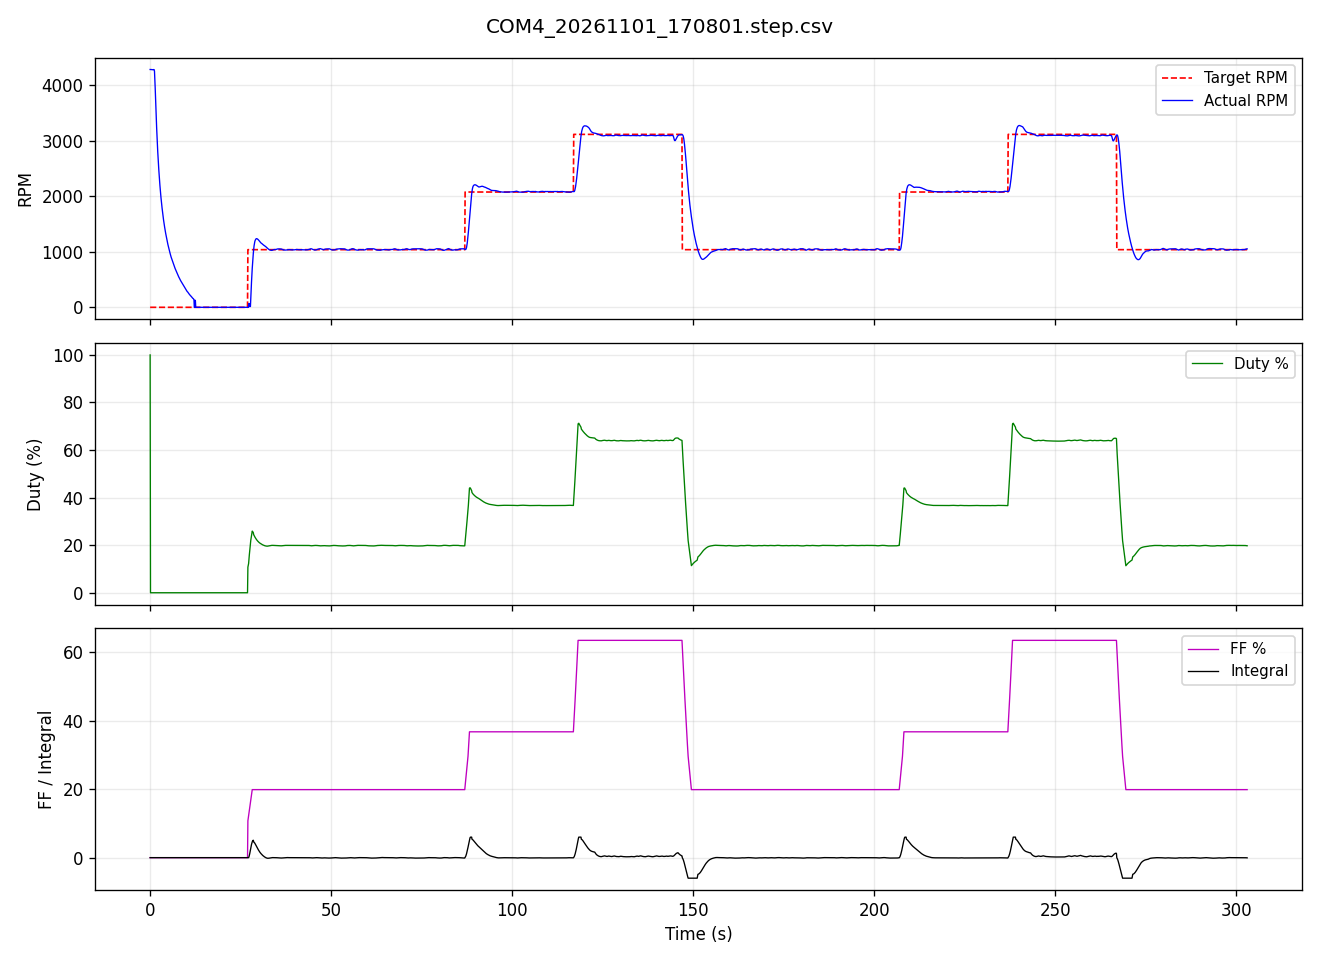 COM4_20261101_170801.step.csv
Target RPM
Actual RPM
4000
3000
2000
1000
0
RPM
Duty %
100
80
60
40
20
0
Duty (%)
FF %
Integral
60
40
20
0
FF / Integral
0 50 100 150 200 250 300
Time (s)